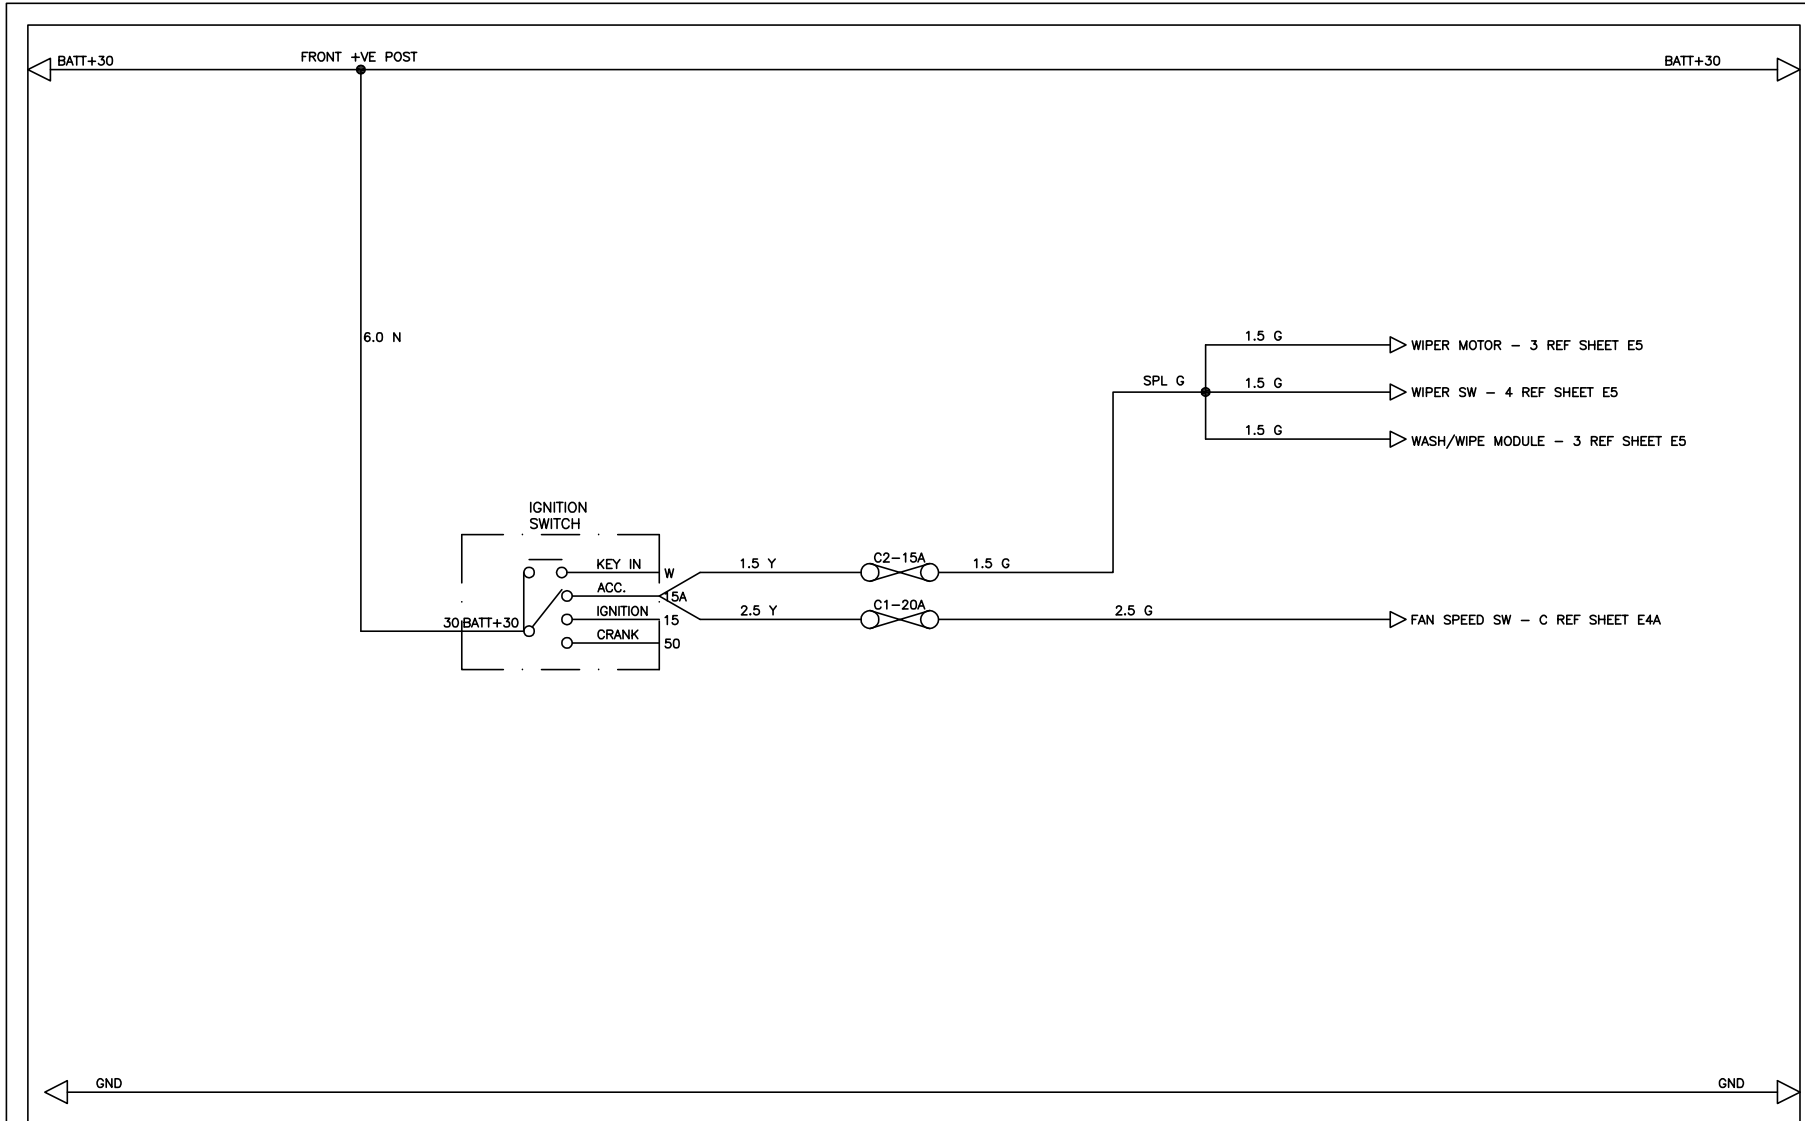 BATT+30
FRONT +VE POST
BATT+30
6.0 N
1.5 G
WIPER MOTOR - 3 REF SHEET E5
SPL G
1.5 G
WIPER SW - 4 REF SHEET E5
1.5 G
WASH/WIPE MODULE - 3 REF SHEET E5
IGNITION
SWITCH
KEY IN
W
1.5 Y
C2-15A
1.5 G
ACC.
15A
IGNITION
15
2.5 Y
C1-20A
2.5 G
FAN SPEED SW - C REF SHEET E4A
30
BATT+30
CRANK
50
GND
GND